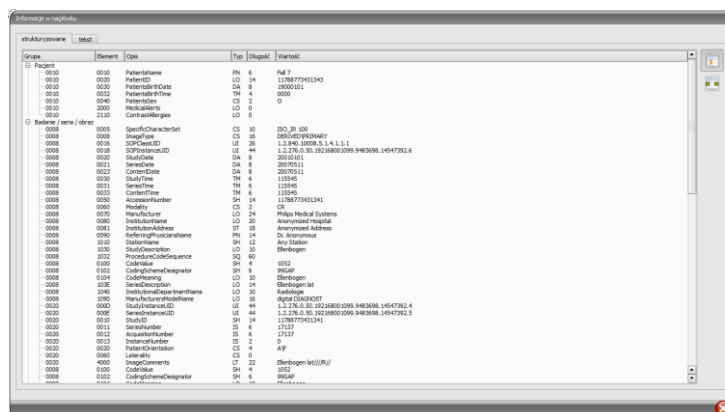 Informacje w nagłówku
strukturyzowane tekst
Grupa Element Opis Typ Długość Wartość
Pacjent
0010 0010 PatientsName PN 6 Fall 7
0010 0020 PatientID LO 14 11788773431343
0010 0030 PatientsBirthDate DA 8 19000101
0010 0032 PatientsBirthTime TM 4 0000
0010 0040 PatientsSex CS 2 O
0010 2000 MedicalAlerts LO 0
0010 2110 ContrastAllergies LO 0
Badanie / seria / obraz
0008 0005 SpecificCharacterSet CS 10 ISO_IR 100
0008 0008 ImageType CS 16 DERIVED\PRIMARY
0008 0016 SOPClassUID UI 26 1.2.840.10008.5.1.4.1.1.1
0008 0018 SOPInstanceUID UI 44 1.2.276.0.50.192168001099.9483698.14547392.6
0008 0020 StudyDate DA 8 20010101
0008 0021 SeriesDate DA 8 20070511
0008 0023 ContentDate DA 8 20070511
0008 0030 StudyTime TM 6 115545
0008 0031 SeriesTime TM 6 115545
0008 0033 ContentTime TM 6 115545
0008 0050 AccessionNumber SH 14 11788773431341
0008 0060 Modality CS 2 CR
0008 0070 Manufacturer LO 24 Philips Medical Systems
0008 0080 InstitutionName LO 20 Anonymized Hospital
0008 0081 InstitutionAddress ST 18 Anonymized Address
0008 0090 ReferringPhysiciansName PN 14 Dr. Anonymous
0008 1010 StationName SH 12 Any Station
0008 1030 StudyDescription LO 10 Ellenbogen
0008 1032 ProcedureCodeSequence SQ 60
0008 0100 CodeValue SH 4 1052
0008 0102 CodingSchemeDesignator SH 6 99GAP
0008 0104 CodeMeaning LO 10 Ellenbogen
0008 103E SeriesDescription LO 14 Ellenbogen lat
0008 1040 InstitutionalDepartmentName LO 10 Radiologie
0008 1090 ManufacturersModelName LO 16 digital DIAGNOST
0020 000D StudyInstanceUID UI 44 1.2.276.0.50.192168001099.9483698.14547392.4
0020 000E SeriesInstanceUID UI 44 1.2.276.0.50.192168001099.9483698.14547392.5
0020 0010 StudyID SH 14 11788773431341
0020 0011 SeriesNumber IS 6 17137
0020 0012 AcquisitionNumber IS 6 17137
0020 0013 InstanceNumber IS 2 0
0020 0020 PatientOrientation CS 4 A\F
0020 0060 Laterality CS 0
0020 4000 ImageComments LT 22 Ellenbogen lat////R//
0008 0100 CodeValue SH 4 1052
0008 0102 CodingSchemeDesignator SH 6 99GAP
0008 0104 CodeMeaning LO 10 Ellenbogen